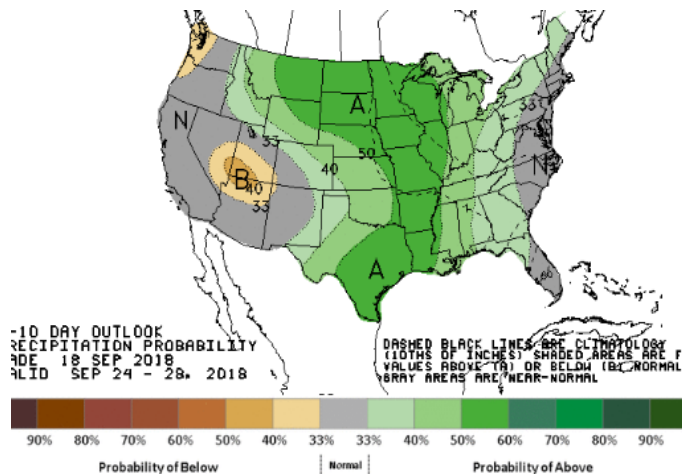 A
N
33
33
50
40
B
40
33
N
A
-10 DAY OUTLOOK
RECIPITATION PROBABILITY
ADE 18 SEP 2018
ALID SEP 24 - 28, 2018
DASHED BLACK LINES ARE CLIMATOLOGY
(10THS OF INCHES) SHADED AREAS ARE F
VALUES ABOVE (A) OR BELOW (B) NORMAL
GRAY AREAS ARE NEAR-NORMAL
90% 80% 70% 60% 50% 40% 33% 33% 40% 50% 60% 70% 80% 90%
Probability of Below Normal Probability of Above